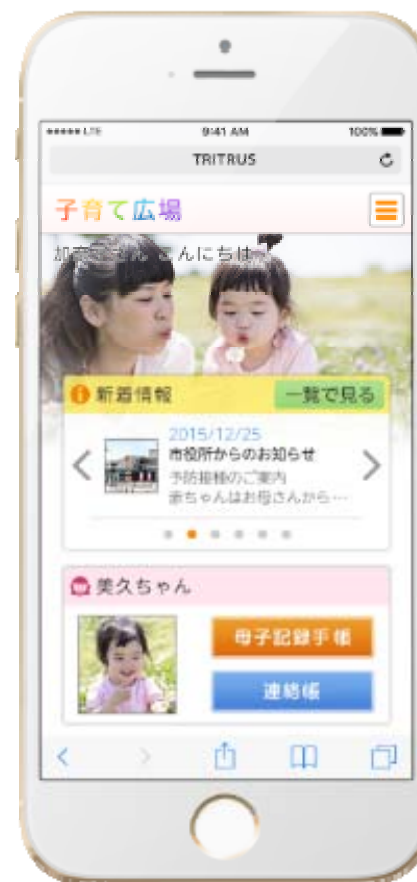 LTE 9:41 AM 100%
TRITRUS
子育て広場
さん こんにちは
新着情報 一覧で見る
2015/12/25
市役所からのお知らせ
予防接種のご案内
赤ちゃんはお母さんから…
美久ちゃん
母子記録手帳
連絡帳